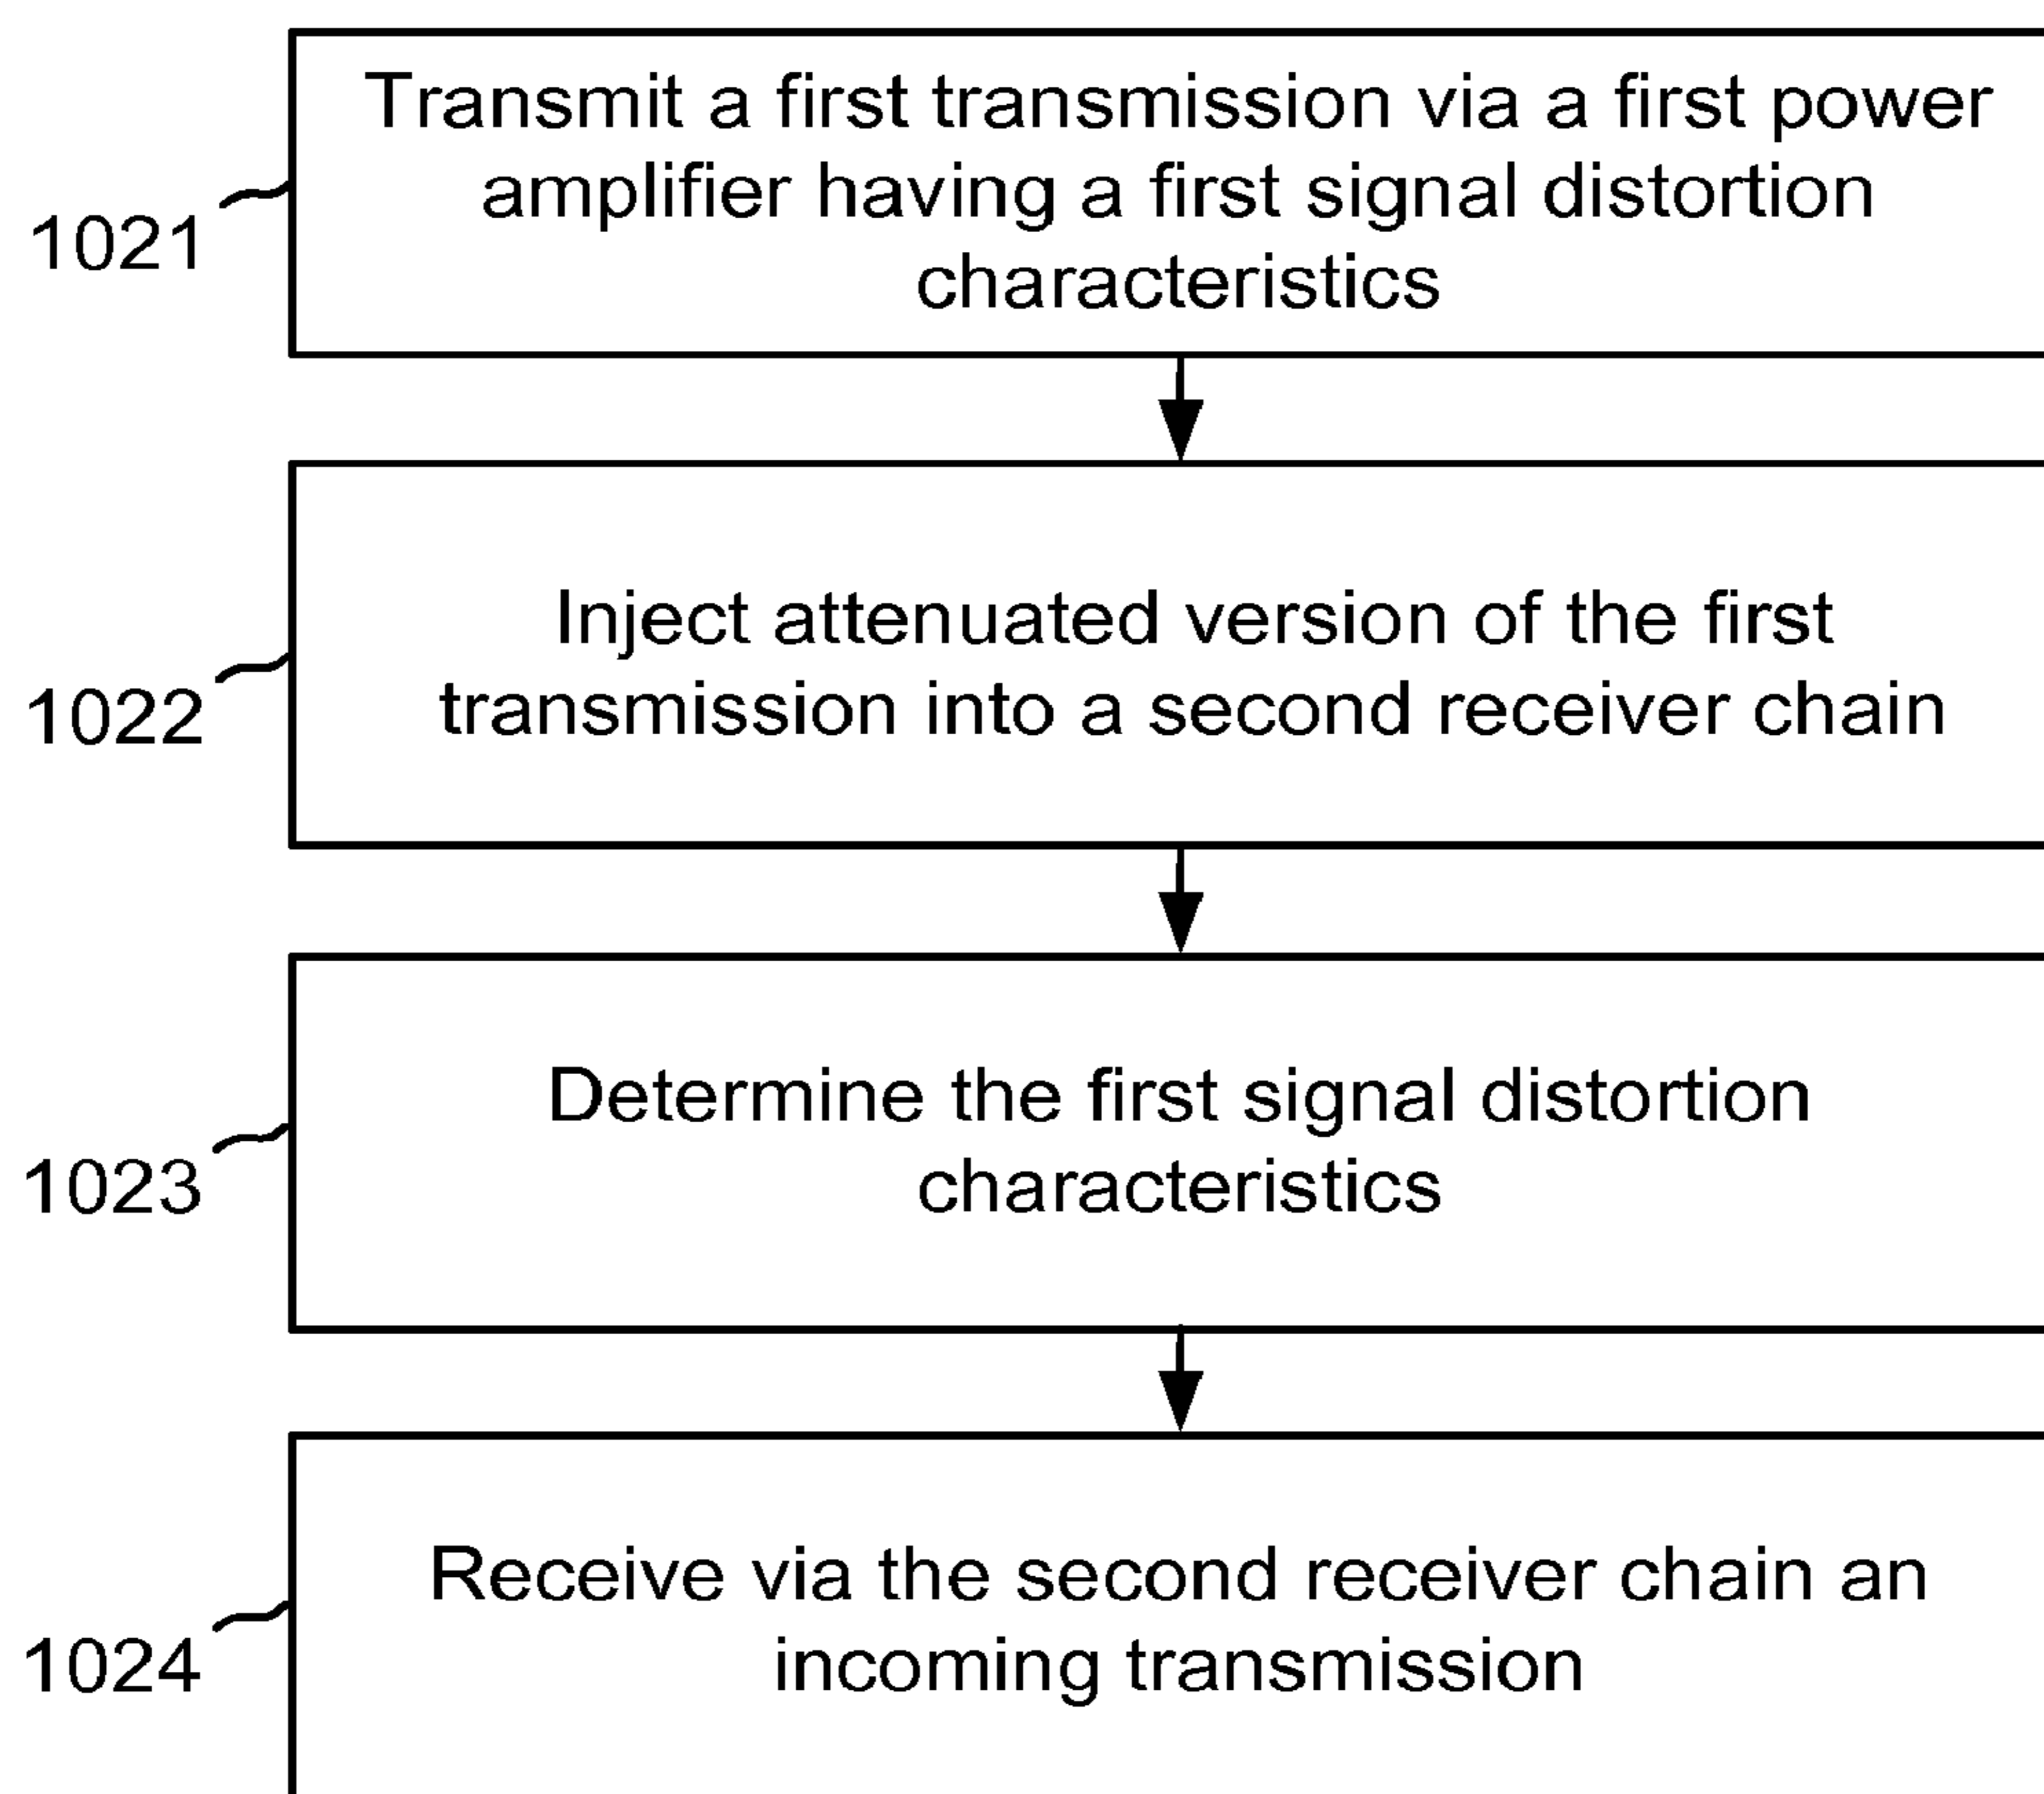 Transmit a first transmission via a first power
amplifier having a first signal distortion
characteristics
1021
Inject attenuated version of the first
transmission into a second receiver chain
1022
Determine the first signal distortion
characteristics
1023
Receive via the second receiver chain an
incoming transmission
1024